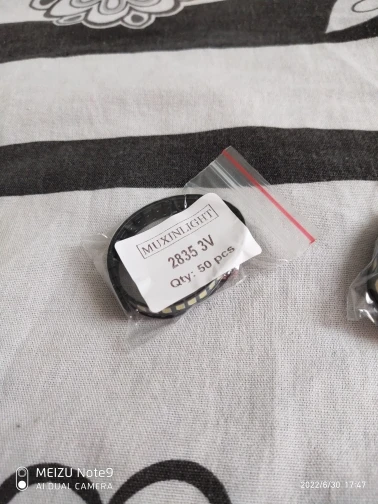 MUXINLIGHT
2835 3V
Qty: 50 pcs
MEIZU Note9
AI DUAL CAMERA
2022/6/30 17:47